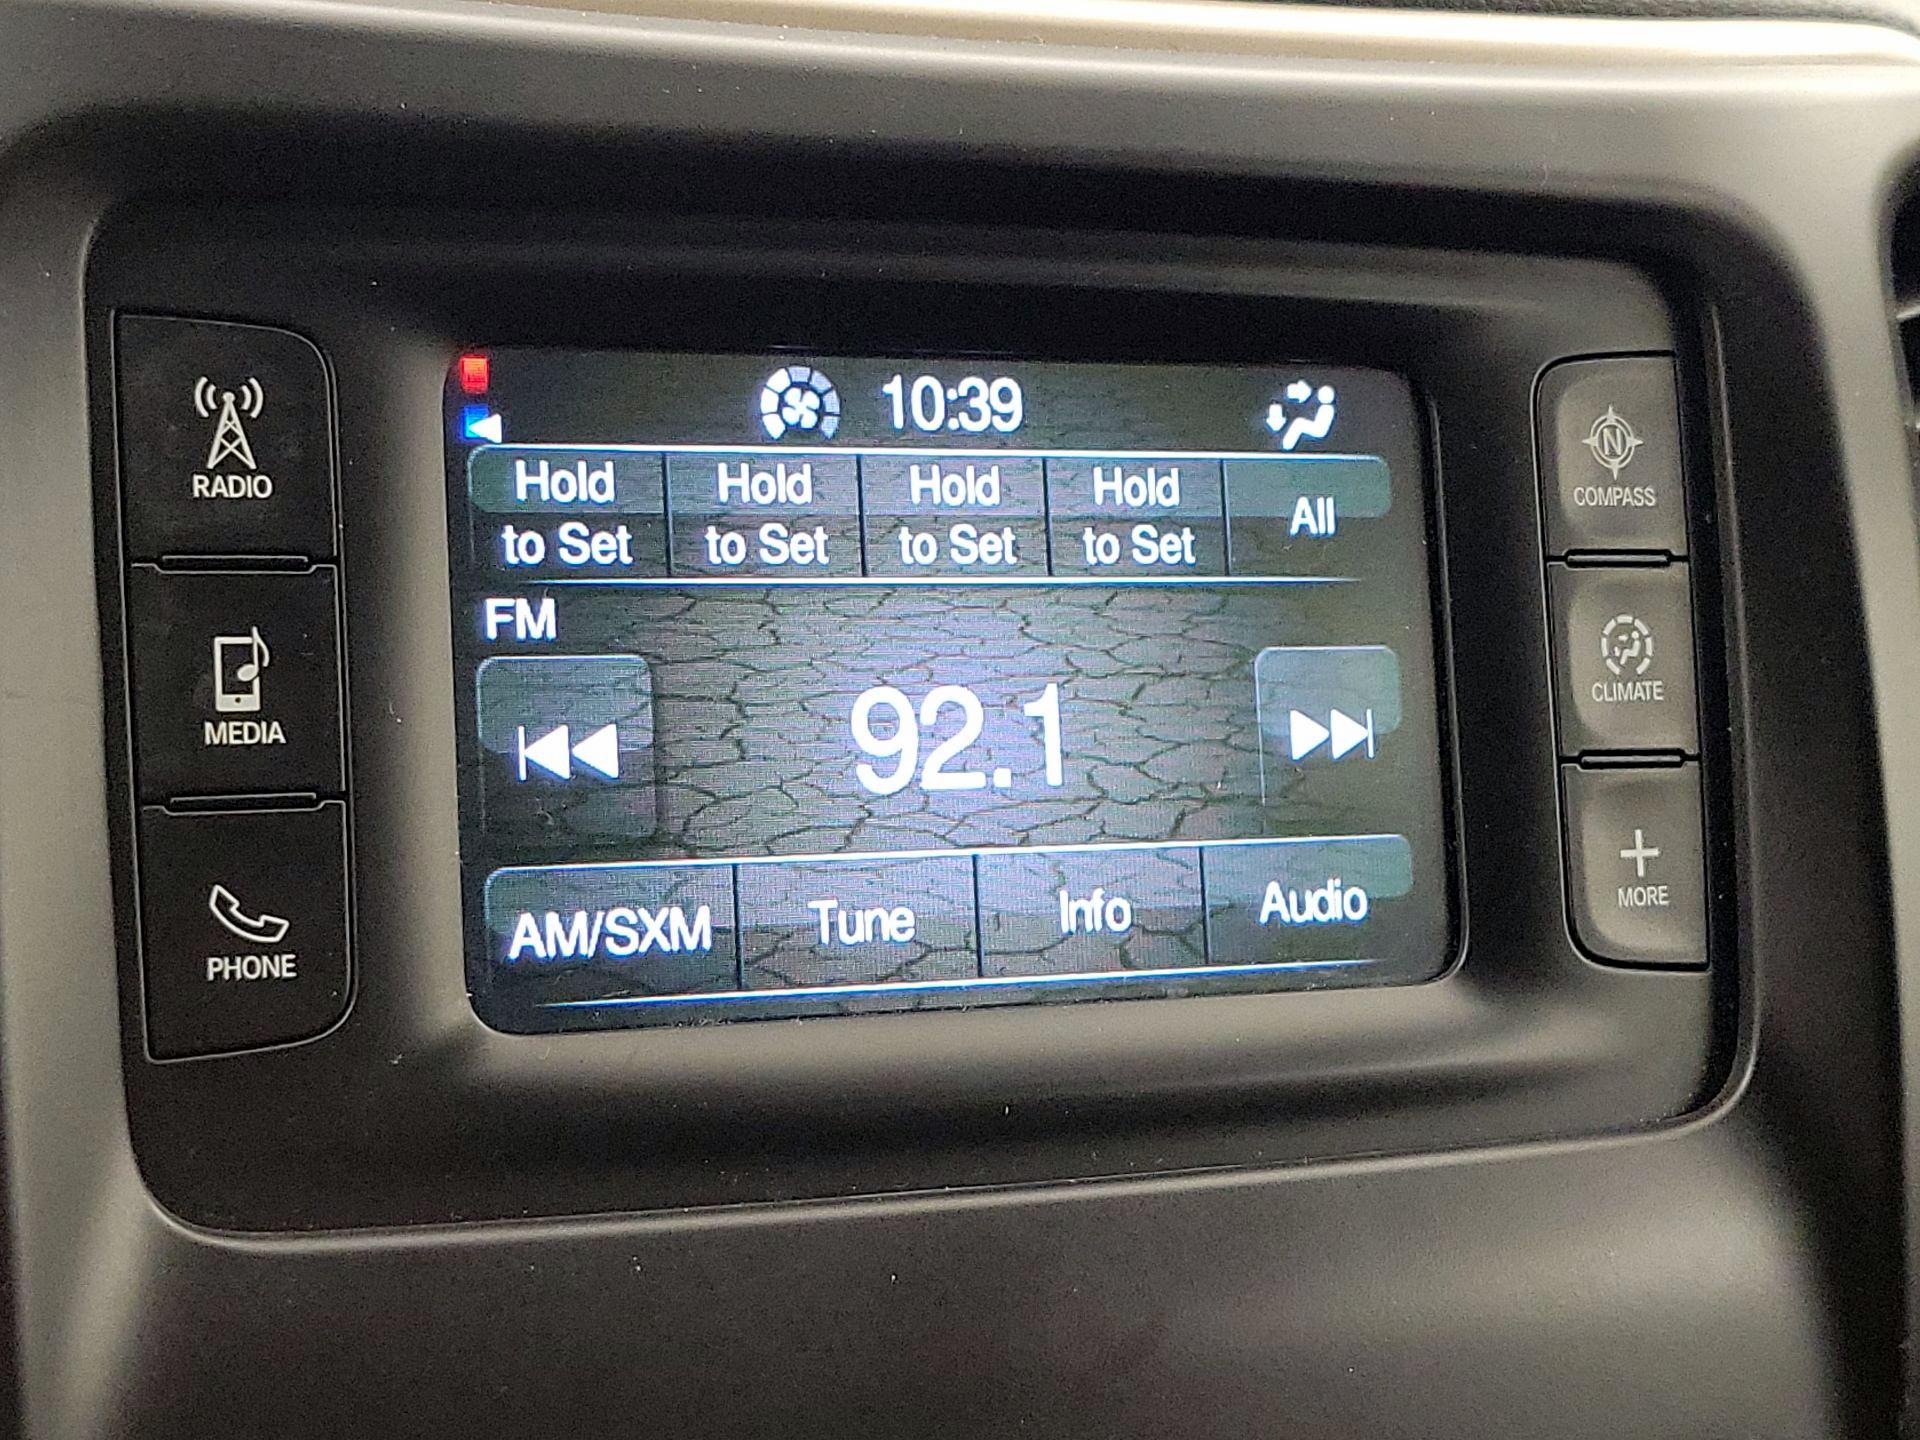 10:39
Hold to Set
Hold to Set
Hold to Set
Hold to Set
All
FM
92.1
AM/SXM
Tune
Info
Audio
RADIO
MEDIA
PHONE
N
COMPASS
CLIMATE
MORE